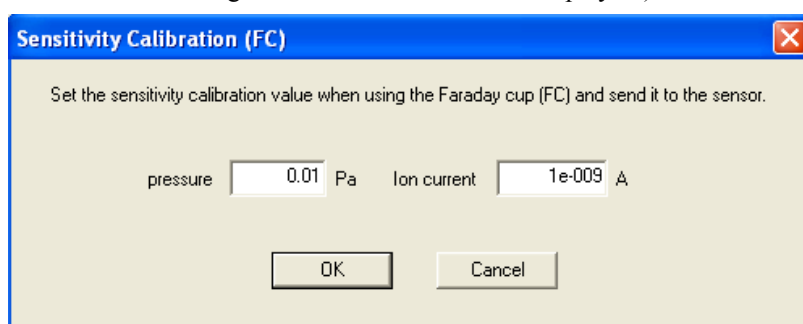 Sensitivity Calibration (FC)
Set the sensitivity calibration value when using the Faraday cup (FC) and send it to the sensor.
pressure 0.01 Pa Ion current 1e-009 A
OK Cancel